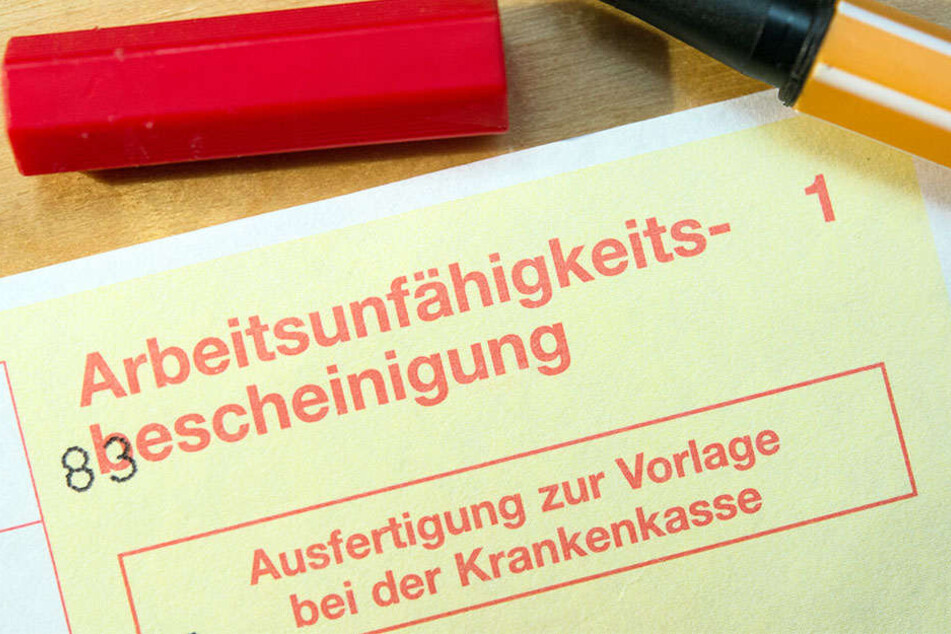 Arbeitsunfähigkeits- 1
bescheinigung
83
Ausfertigung zur Vorlage
bei der Krankenkasse